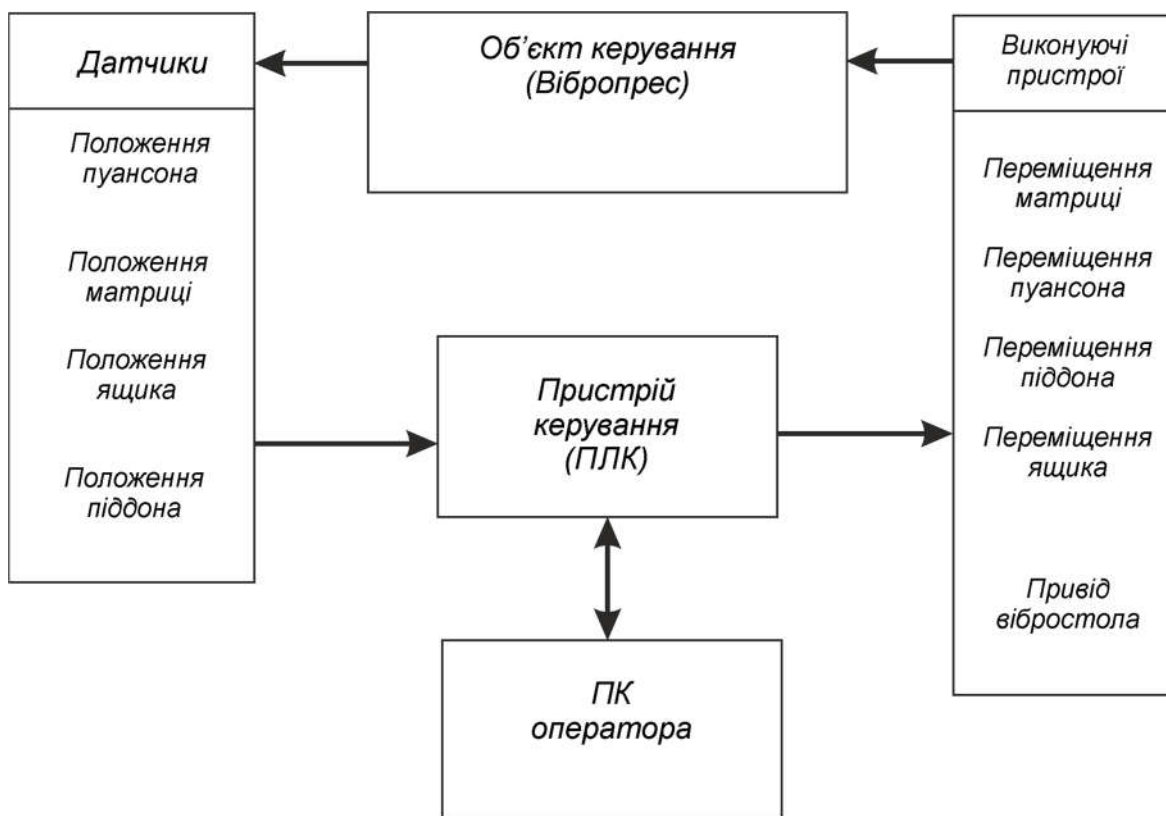 Датчики
Положення
пуансона
Положення
матриці
Положення
ящика
Положення
піддона
Об’єкт керування
(Вібропрес)
Пристрій
керування
(ПЛК)
ПК
оператора
Виконуючі
пристрої
Переміщення
матриці
Переміщення
пуансона
Переміщення
піддона
Переміщення
ящика
Привід
вібростола